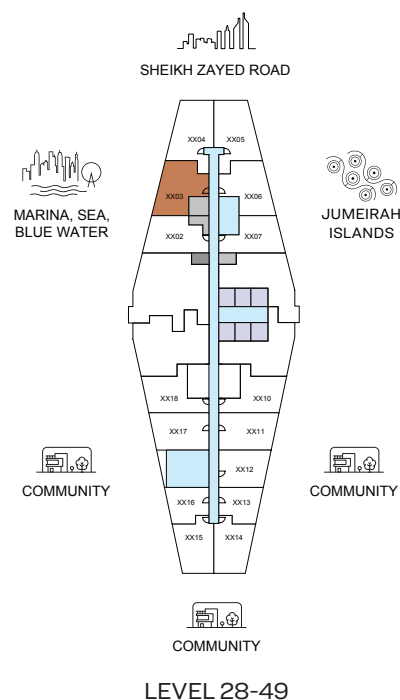 SHEIKH ZAYED ROAD
XX04
XX05
MARINA, SEA,
BLUE WATER
XX03
XX06
JUMEIRAH
ISLANDS
XX02
XX07
XX18
XX10
XX17
XX11
COMMUNITY
XX12
COMMUNITY
XX16
XX13
XX15
XX14
COMMUNITY
LEVEL 28-49